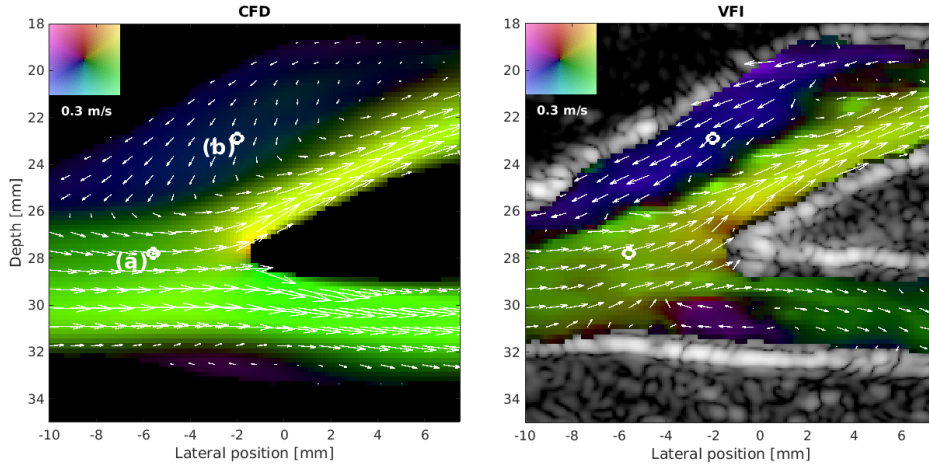 CFD
VFI
18
20
22
24
26
28
30
32
34
Depth [mm]
0.3 m/s
(b)
(a)
-10 -8 -6 -4 -2 0 2 4 6
Lateral position [mm]
18
20
22
24
26
28
30
32
34
0.3 m/s
-10 -8 -6 -4 -2 0 2 4 6
Lateral position [mm]